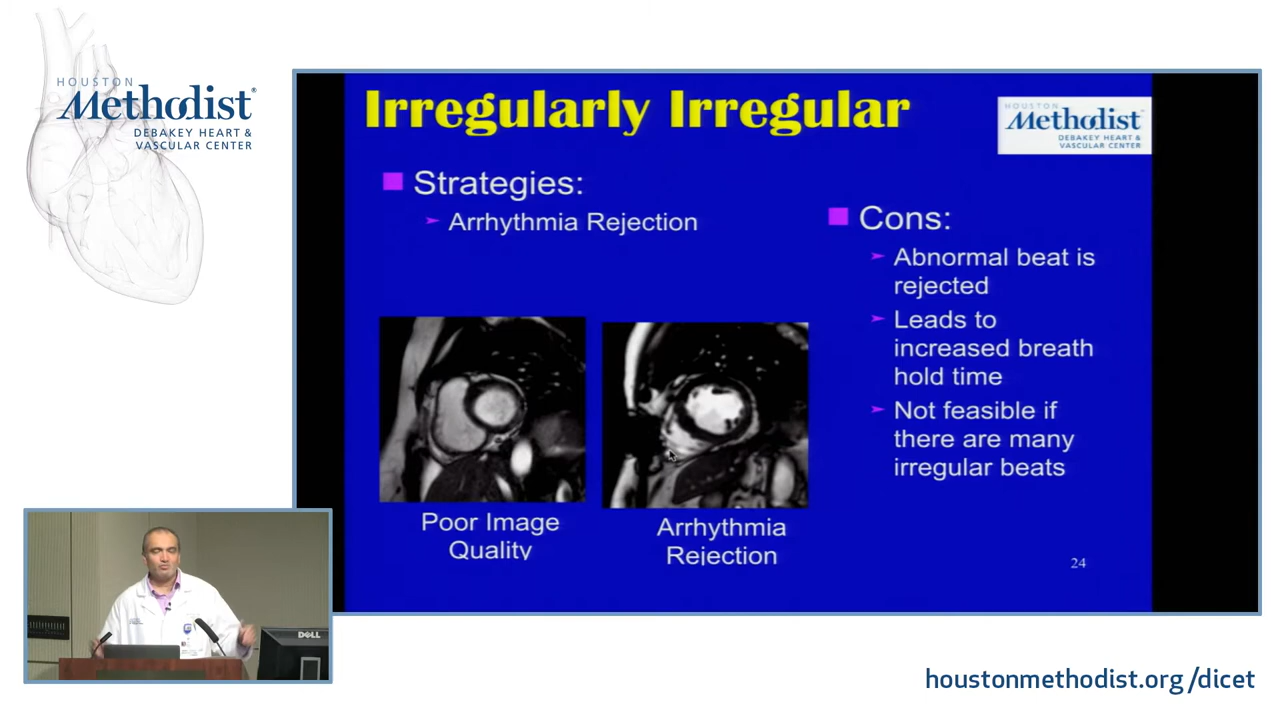 HOUSTON
Methodist®
DEBAKEY HEART &
VASCULAR CENTER
Irregularly Irregular
HOUSTON
Methodist
DEBAKEY HEART &
VASCULAR CENTER
Strategies:
Arrhythmia Rejection
Cons:
Abnormal beat is
rejected
Leads to
increased breath
hold time
Not feasible if
there are many
irregular beats
Poor Image
Quality
Arrhythmia
Rejection
24
DELL
houstonmethodist.org/dicet